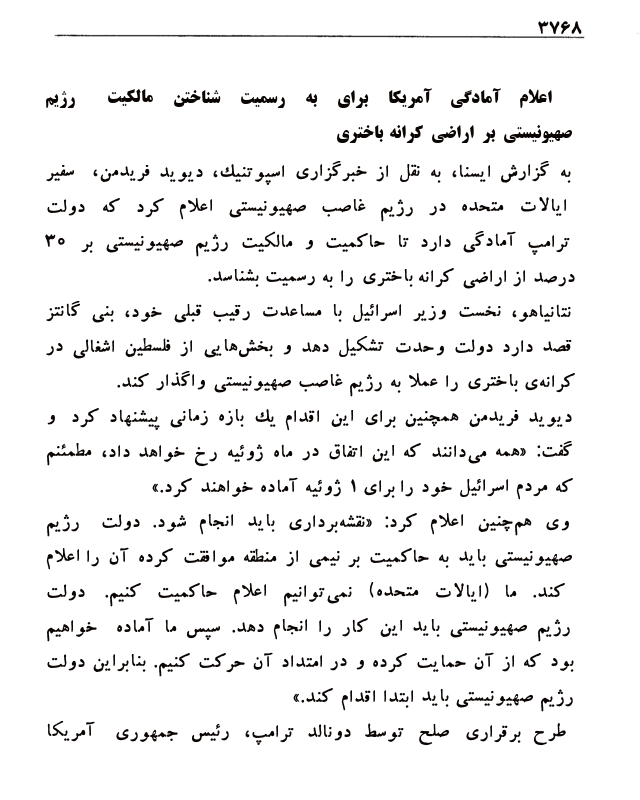 ۳۷۶۸
اعلام آمادگی آمریکا برای به رسمیت شناختن مالکیت رژیم
صهیونیستی بر اراضی کرانه باختری
به گزارش ایسنا، به نقل از خبرگزاری اسپوتنیك، دیوید فریدمن، سفیر
ایالات متحده در رژیم غاصب صهیونیستی اعلام کرد که دولت
ترامپ آمادگی دارد تا حاکمیت و مالکیت رژیم صهیونیستی بر ۳۰
درصد از اراضی کرانه باختری را به رسمیت بشناسد.
نتانیاهو، نخست وزیر اسرائیل با مساعدت رقیب قبلی خود، بنی گانتز
قصد دارد دولت وحدت تشکیل دهد و بخش‌هایی از فلسطین اشغالی در
کرانه‌ی باختری را عملا به رژیم غاصب صهیونیستی واگذار کند.
دیوید فریدمن همچنین برای این اقدام یك بازه زمانی پیشنهاد کرد و
گفت: «همه می‌دانند که این اتفاق در ماه ژوئیه رخ خواهد داد، مطمئنم
که مردم اسرائیل خود را برای ۱ ژوئیه آماده خواهند کرد.»
وی هم‌چنین اعلام کرد: «نقشه‌برداری باید انجام شود. دولت رژیم
صهیونیستی باید به حاکمیت بر نیمی از منطقه موافقت کرده آن را اعلام
کند. ما (ایالات متحده) نمی‌توانیم اعلام حاکمیت کنیم. دولت
رژیم صهیونیستی باید این کار را انجام دهد. سپس ما آماده خواهیم
بود که از آن حمایت کرده و در امتداد آن حرکت کنیم. بنابراین دولت
رژیم صهیونیستی باید ابتدا اقدام کند.»
طرح برقراری صلح توسط دونالد ترامپ، رئیس جمهوری آمریکا